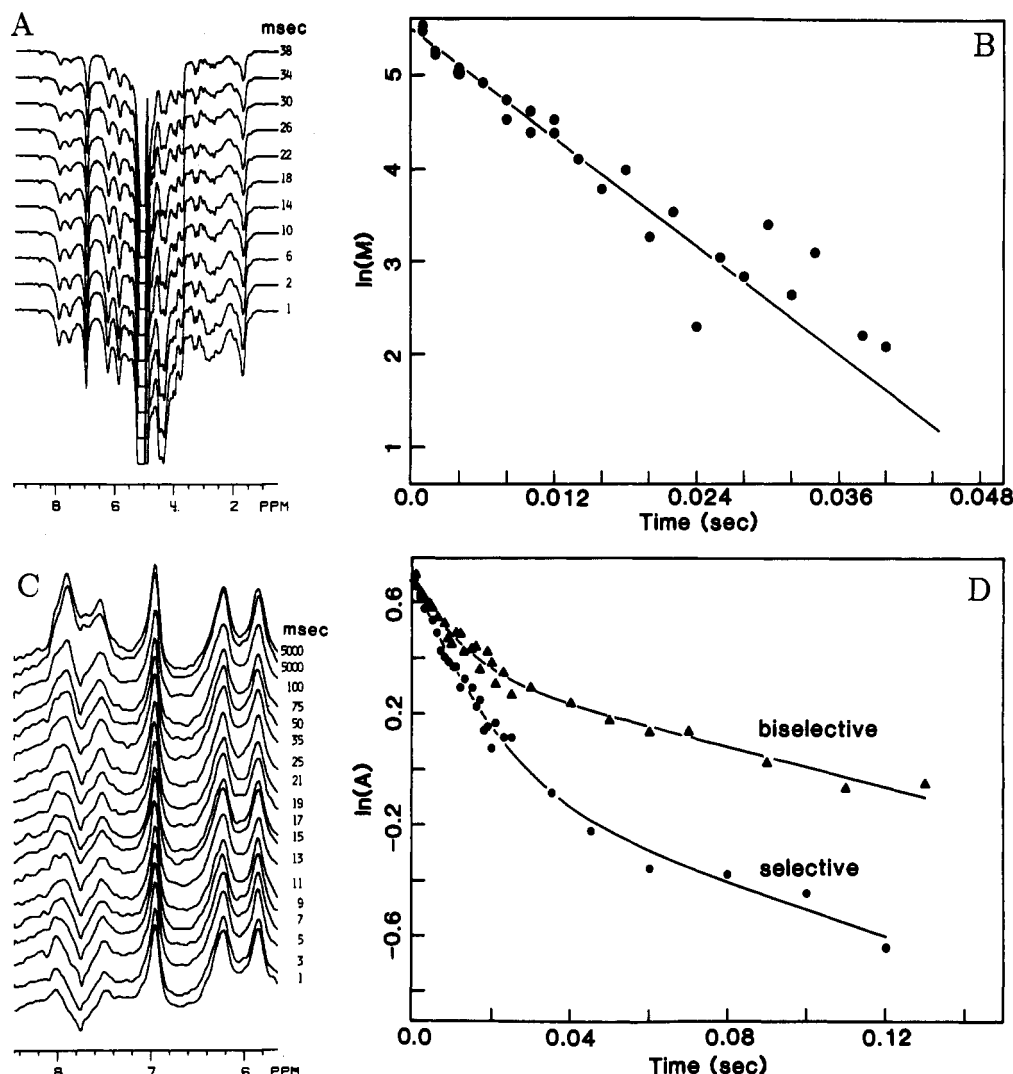 A
msec
38
34
30
26
22
18
14
10
6
2
1
8 6 4 2 PPM
B
5
4
3
2
1
ln(M)
0.0 0.012 0.024 0.036 0.048
Time (sec)
C
msec
5000
5000
100
75
50
35
25
21
19
17
15
13
11
9
7
5
3
1
8 7 6 PPM
D
0.6
0.2
-0.2
-0.6
ln(A)
biselective
selective
0.0 0.04 0.08 0.12
Time (sec)